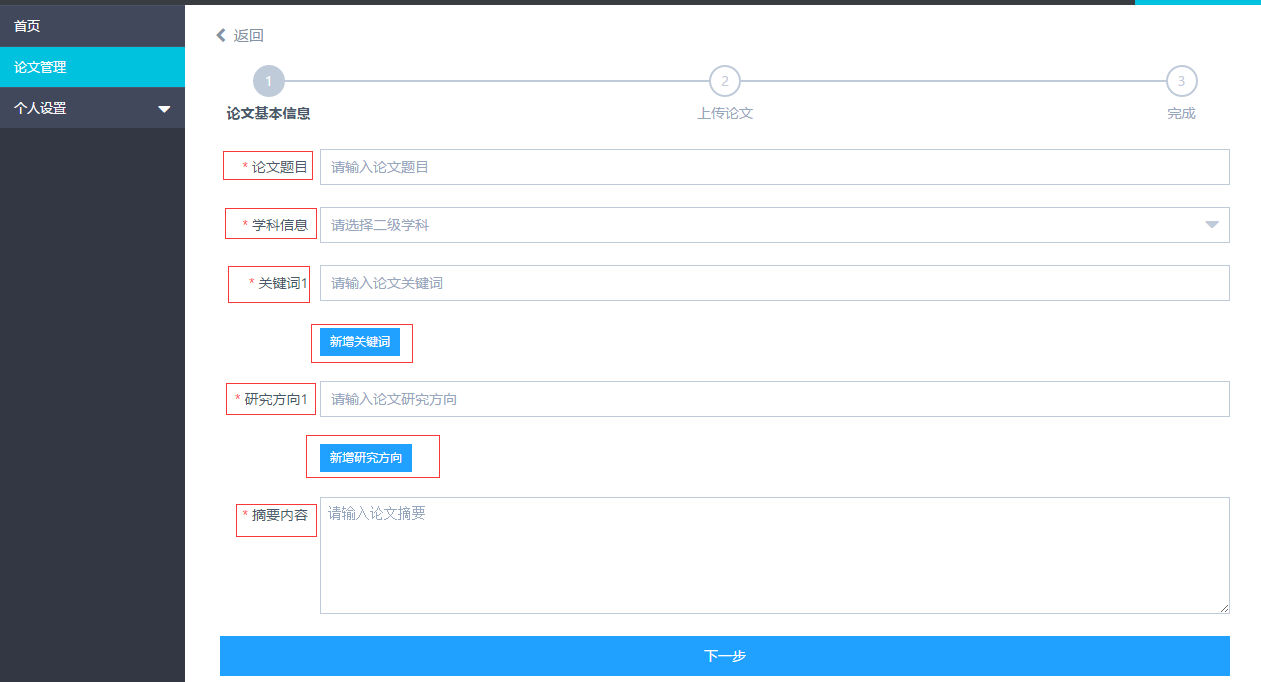 首页
论文管理
个人设置
返回
1
2
3
论文基本信息
上传论文
完成
* 论文题目
请输入论文题目
* 学科信息
请选择二级学科
* 关键词1
请输入论文关键词
新增关键词
* 研究方向1
请输入论文研究方向
新增研究方向
* 摘要内容
请输入论文摘要
下一步